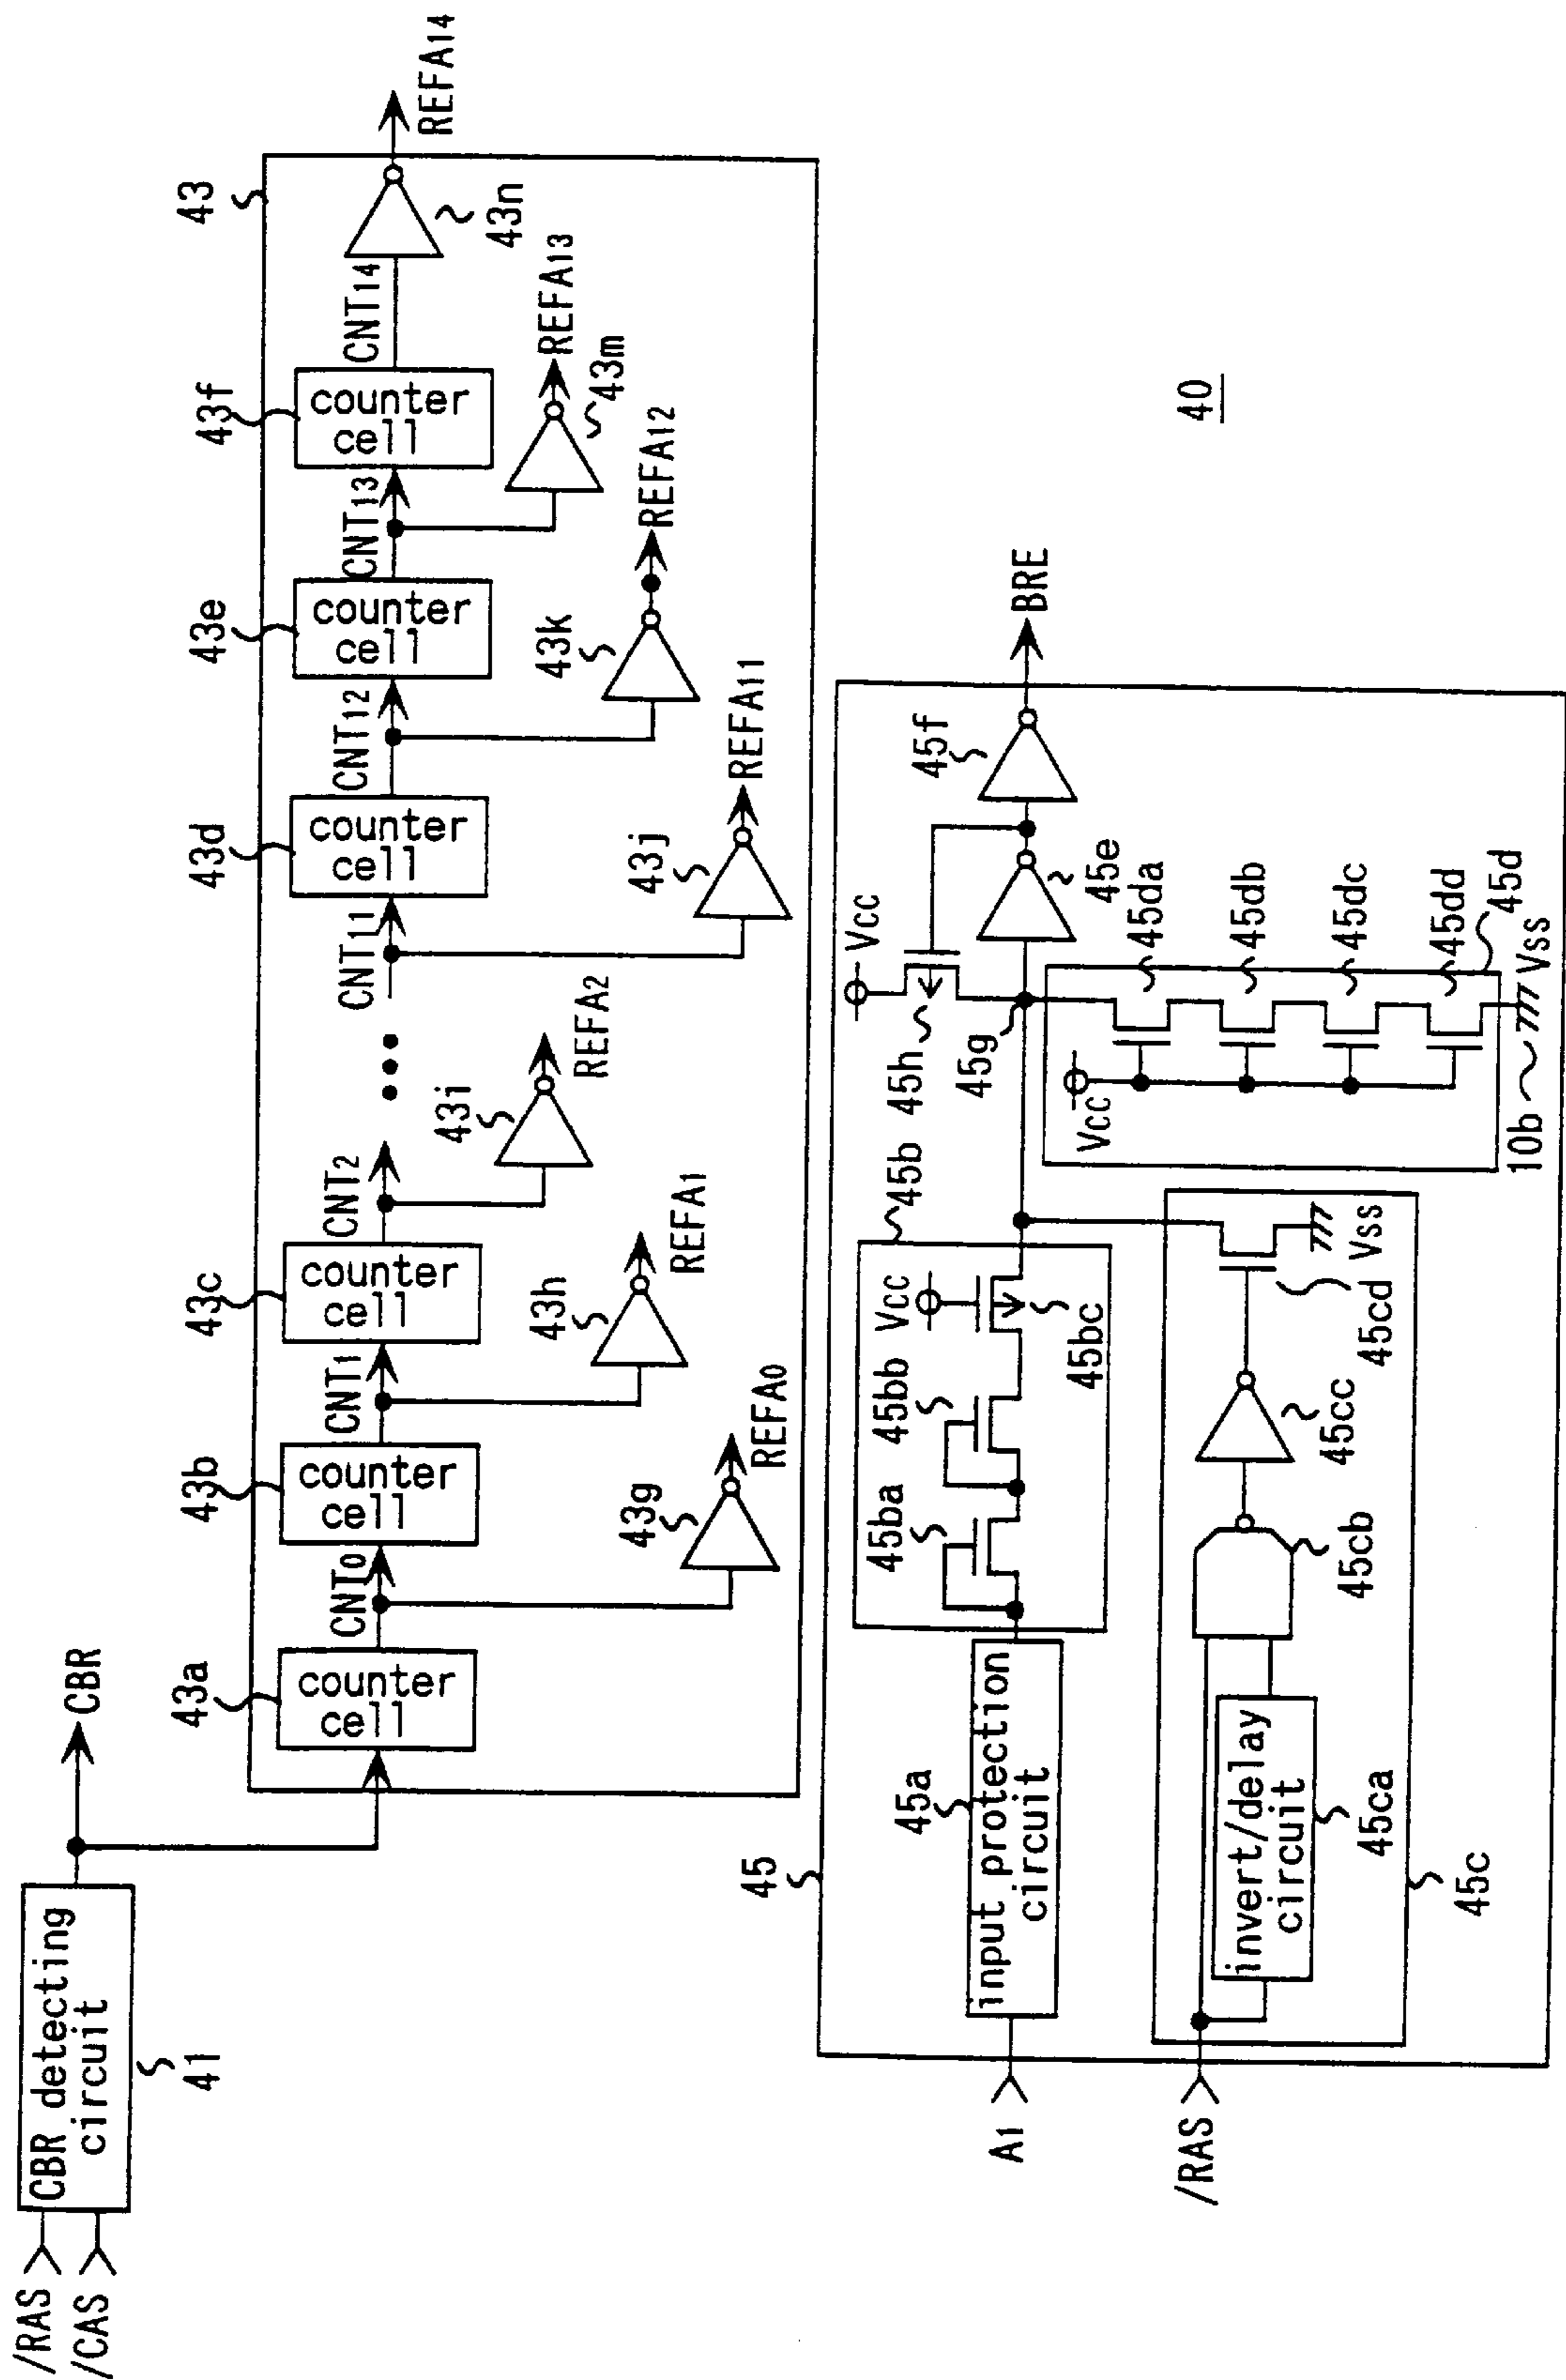 /RAS
/CAS
CBR detecting
circuit
41
CBR
43
43a
counter
cell
CNT0
43b
counter
cell
CNT1
43c
counter
cell
CNT2
CNT11
43d
counter
cell
CNT12
43e
counter
cell
CNT13
43f
counter
cell
CNT14
43n
REFA14
43g
REFA0
43h
REFA1
43i
REFA2
43j
REFA11
43k
REFA12
43m
REFA13
40
45
A1
45a
input protection
circuit
45b
45ba
45bb
Vcc
45bc
45h
Vcc
45g
45e
45f
BRE
Vcc
45da
45db
45dc
45dd
45d
10b
Vss
/RAS
invert/delay
circuit
45ca
45cb
45cc
45cd
Vss
45c